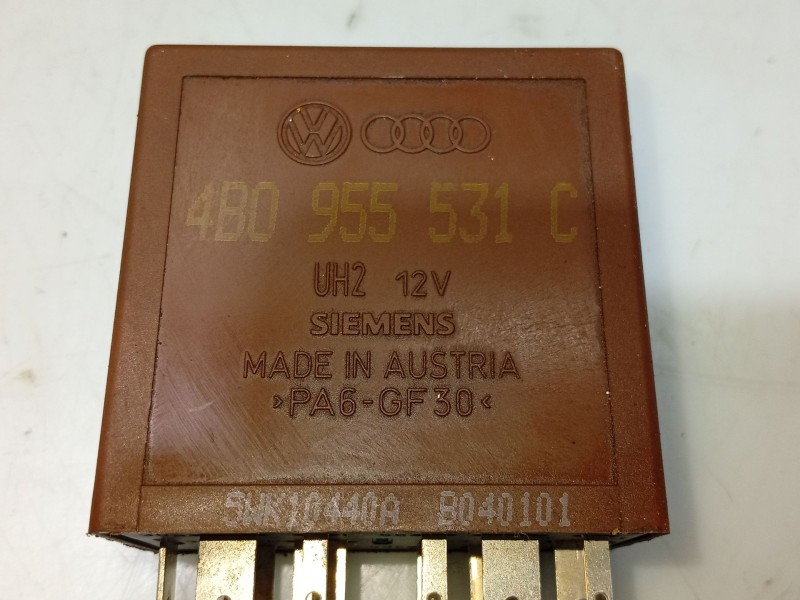 4B0 955 531 C
UH2 12V
SIEMENS
MADE IN AUSTRIA
>PA6-GF30<
5WK10440A B040101